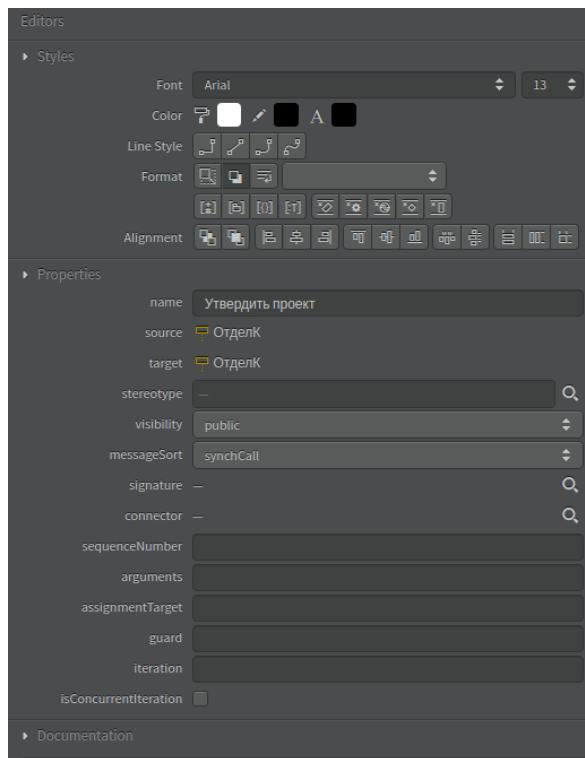 Editors
Styles
Font Arial 13
Color A
Line Style
Format
Alignment
Properties
name Утвердить проект
source ОтделК
target ОтделК
stereotype —
visibility public
messageSort synchCall
signature —
connector —
sequenceNumber
arguments
assignmentTarget
guard
iteration
isConcurrentIteration
Documentation